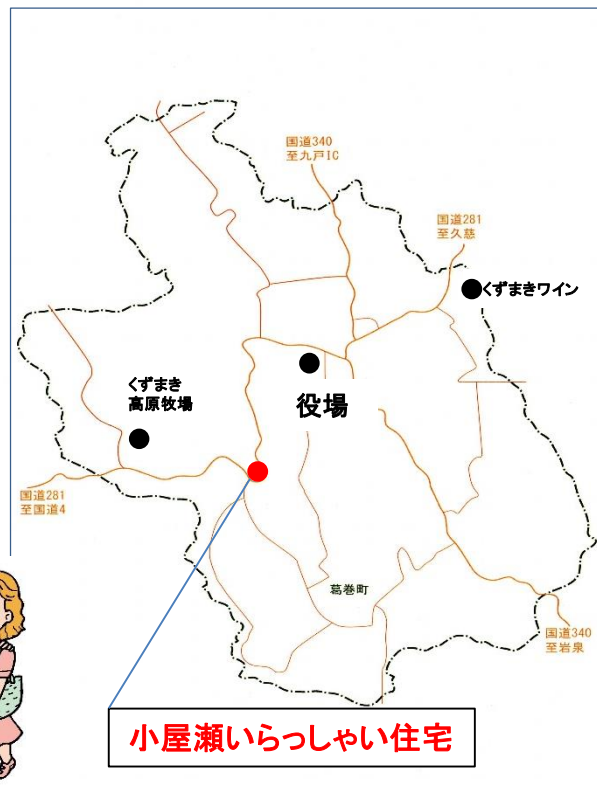 国道340
至九戸IC
国道281
至久慈
くずまきワイン
くずまき
高原牧場
役場
国道281
至国道4
葛巻町
国道340
至岩泉
小屋瀬いらっしゃい住宅